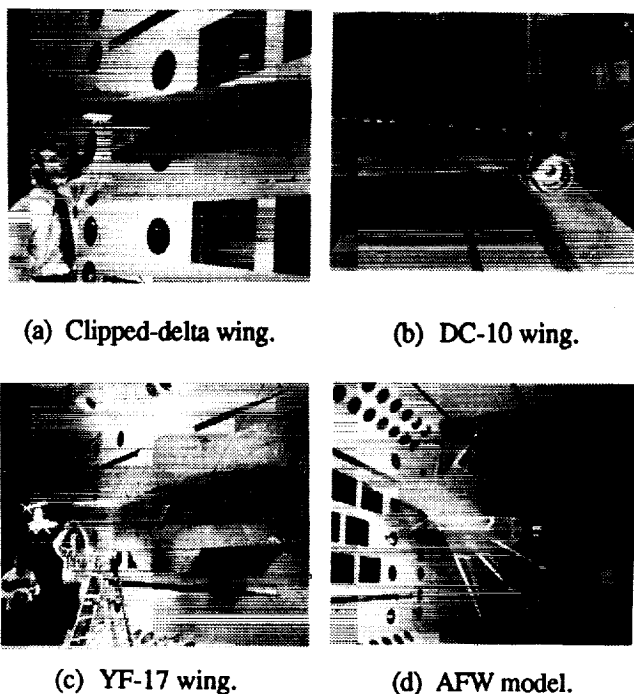 (a) Clipped-delta wing.
(b) DC-10 wing.
(c) YF-17 wing.
(d) AFW model.